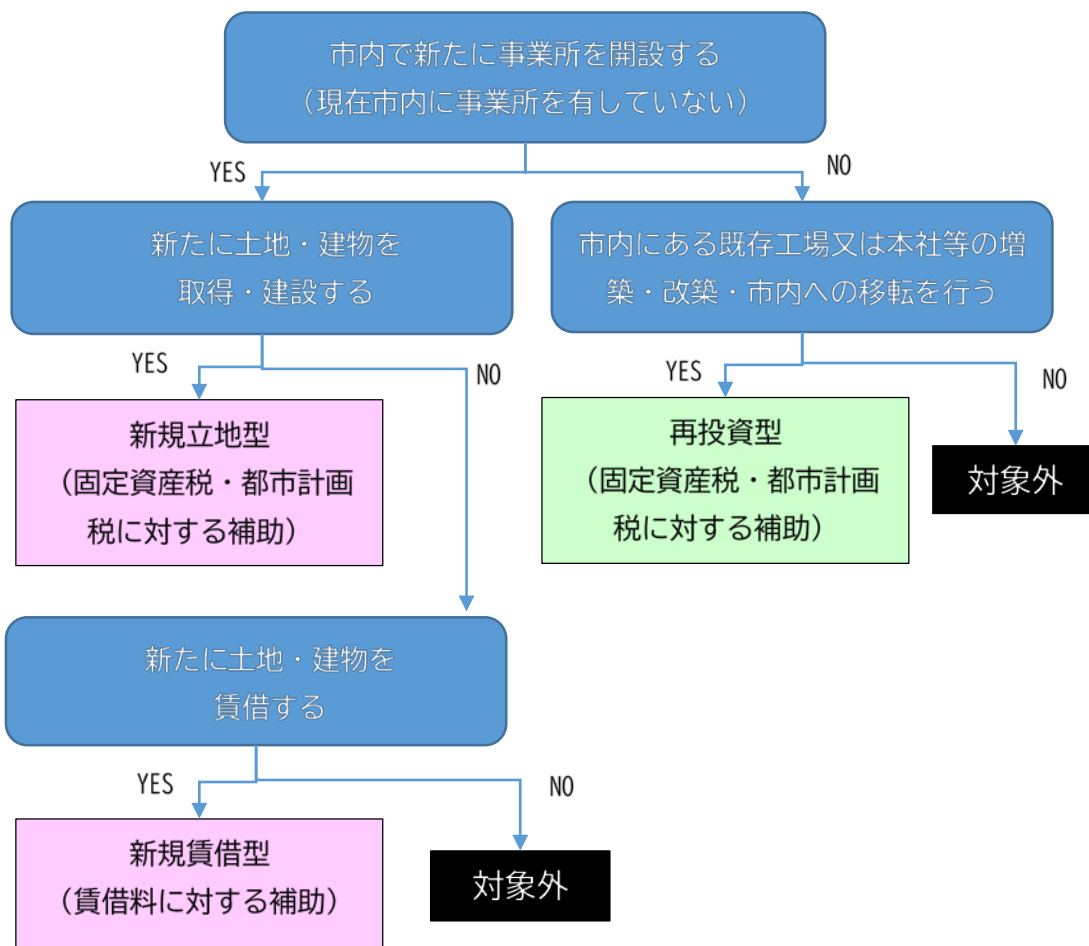 市内で新たに事業所を開設する
（現在市内に事業所を有していない）
YES
NO
新たに土地・建物を
取得・建設する
市内にある既存工場又は本社等の増
築・改築・市内への移転を行う
YES
NO
YES
NO
新規立地型
（固定資産税・都市計画
税に対する補助）
再投資型
（固定資産税・都市計画
税に対する補助）
対象外
新たに土地・建物を
賃借する
YES
NO
新規賃借型
（賃借料に対する補助）
対象外